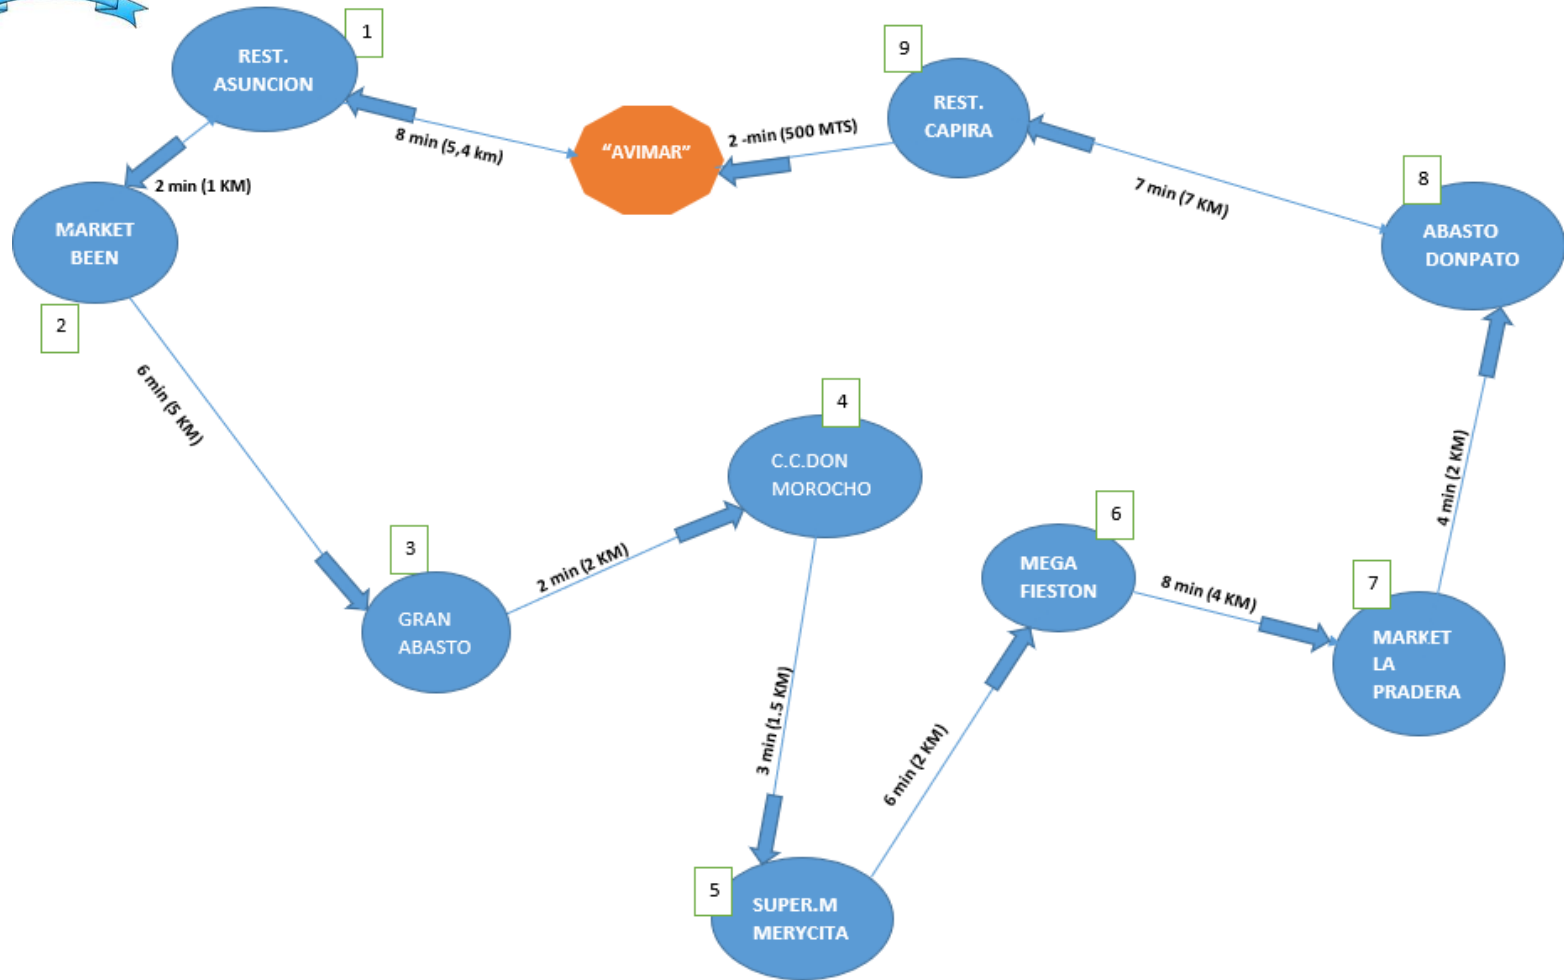 1
REST.
ASUNCION
8 min (5,4 km)
“AVIMAR”
2 -min (500 MTS)
9
REST.
CAPIRA
7 min (7 KM)
8
ABASTO
DONPATO
2 min (1 KM)
MARKET
BEEN
2
6 min (5 KM)
3
GRAN
ABASTO
2 min (2 KM)
4
C.C.DON
MOROCHO
3 min (1.5 KM)
5
SUPER.M
MERYCITA
6 min (2 KM)
6
MEGA
FIESTON
8 min (4 KM)
7
MARKET
LA
PRADERA
4 min (2 KM)